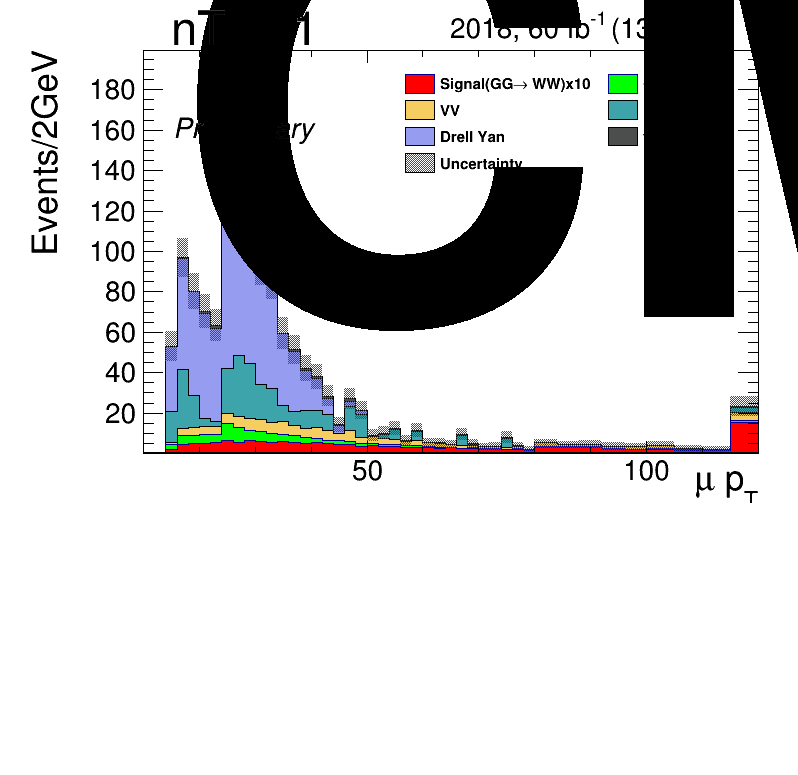 2018, 60 fb-1 (13
180
Signal(GG→ WW)x10
VV
160
Drell Yan
Uncertainty
140
120
100
80
60
40
20
Events/2GeV
50
100
μ pT